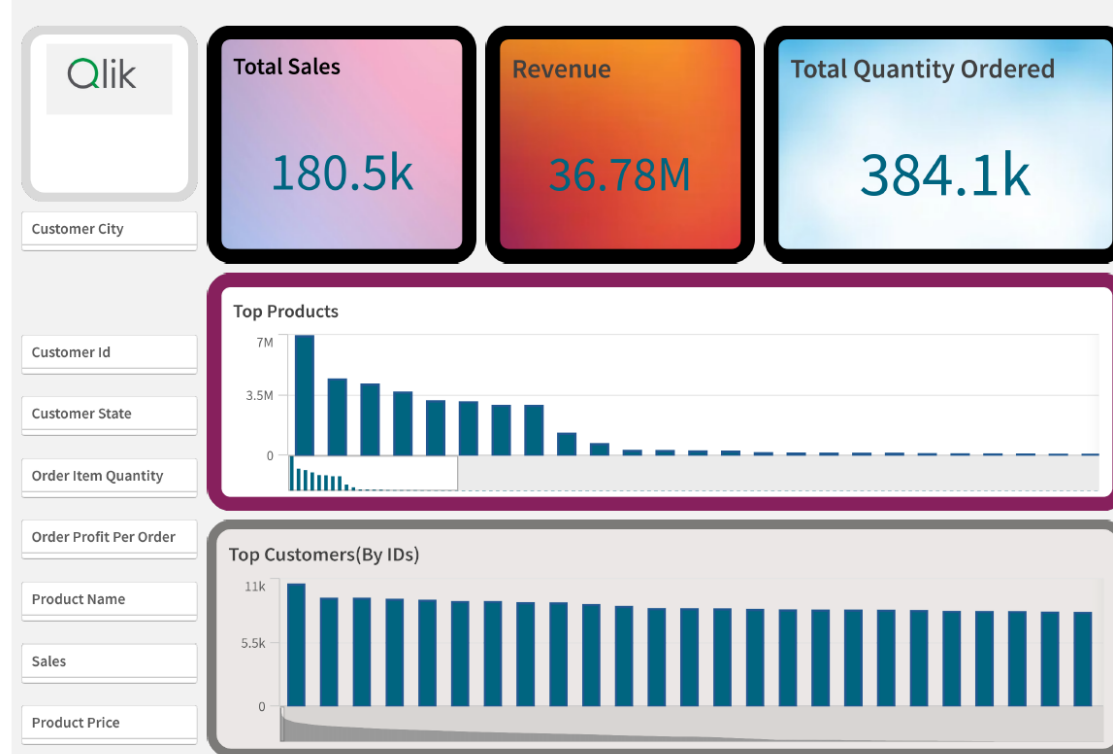 Qlik
Total Sales
180.5k
Revenue
36.78M
Total Quantity Ordered
384.1k
Customer City
Customer Id
Customer State
Order Item Quantity
Order Profit Per Order
Product Name
Sales
Product Price
Top Products
7M
3.5M
0
Top Customers(By IDs)
11k
5.5k
0